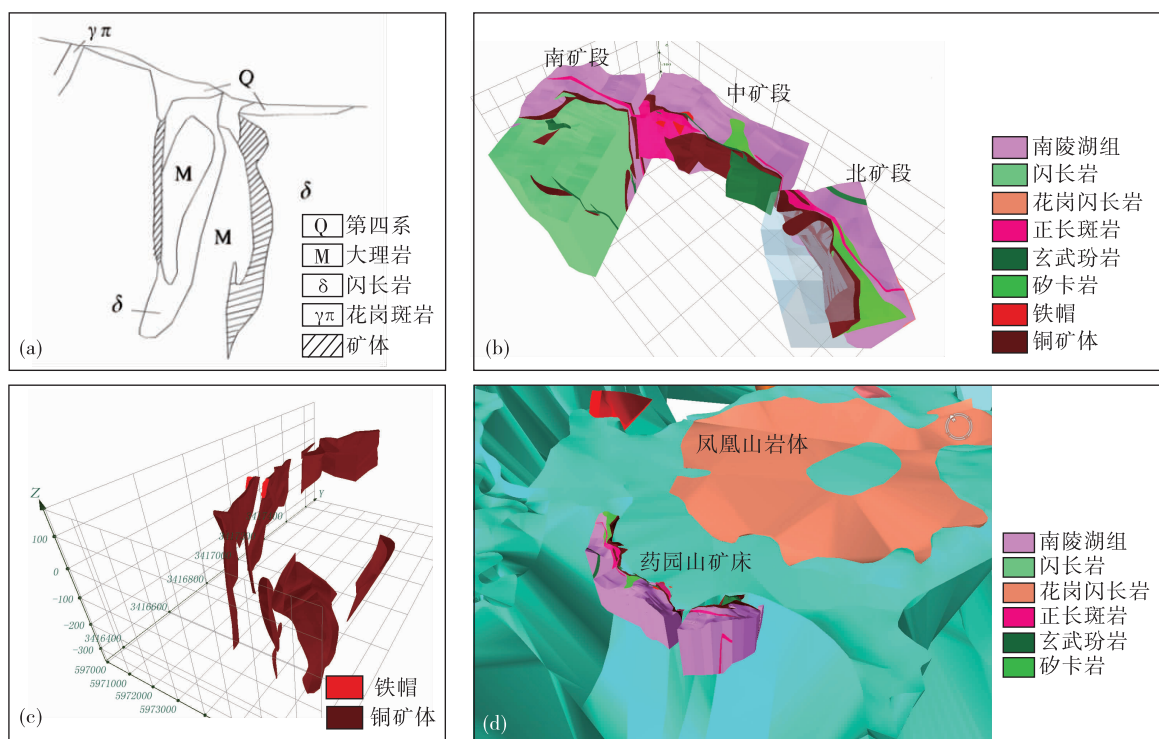 γπ
Q
M
M
δ
δ
Q 第四系
M 大理岩
δ 闪长岩
γπ 花岗斑岩
矿体
(a)
南矿段
中矿段
北矿段
南陵湖组
闪长岩
花岗闪长岩
正长斑岩
玄武玢岩
矽卡岩
铁帽
铜矿体
(b)
Z
100
0
-100
-200
-300
Y
3417000
3416800
3416600
3416400
597000
5971000
5972000
5973000
铁帽
铜矿体
(c)
凤凰山岩体
药园山矿床
南陵湖组
闪长岩
花岗闪长岩
正长斑岩
玄武玢岩
矽卡岩
(d)